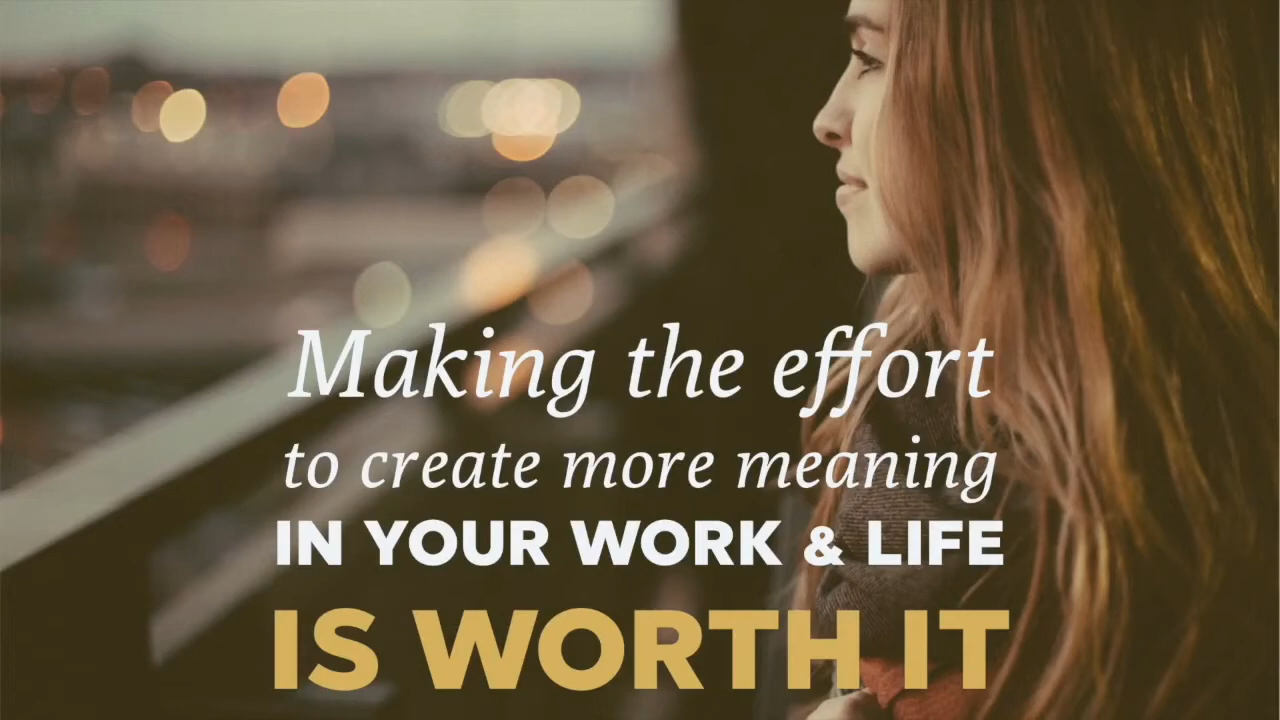 Making the effort
to create more meaning
IN YOUR WORK & LIFE
IS WORTH IT